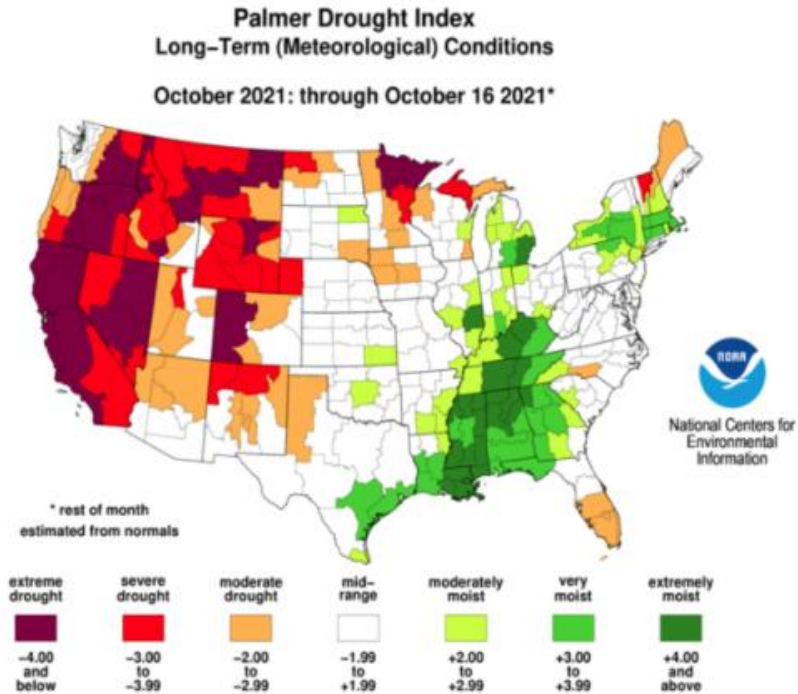 Palmer Drought Index
Long-Term (Meteorological) Conditions
October 2021: through October 16 2021*
NOAA
National Centers for
Environmental
Information
* rest of month
estimated from normals
extreme drought
severe drought
moderate drought
mid-range
moderately moist
very moist
extremely moist
-4.00 and below
-3.00 to -3.99
-2.00 to -2.99
-1.99 to +1.99
+2.00 to +2.99
+3.00 to +3.99
+4.00 and above